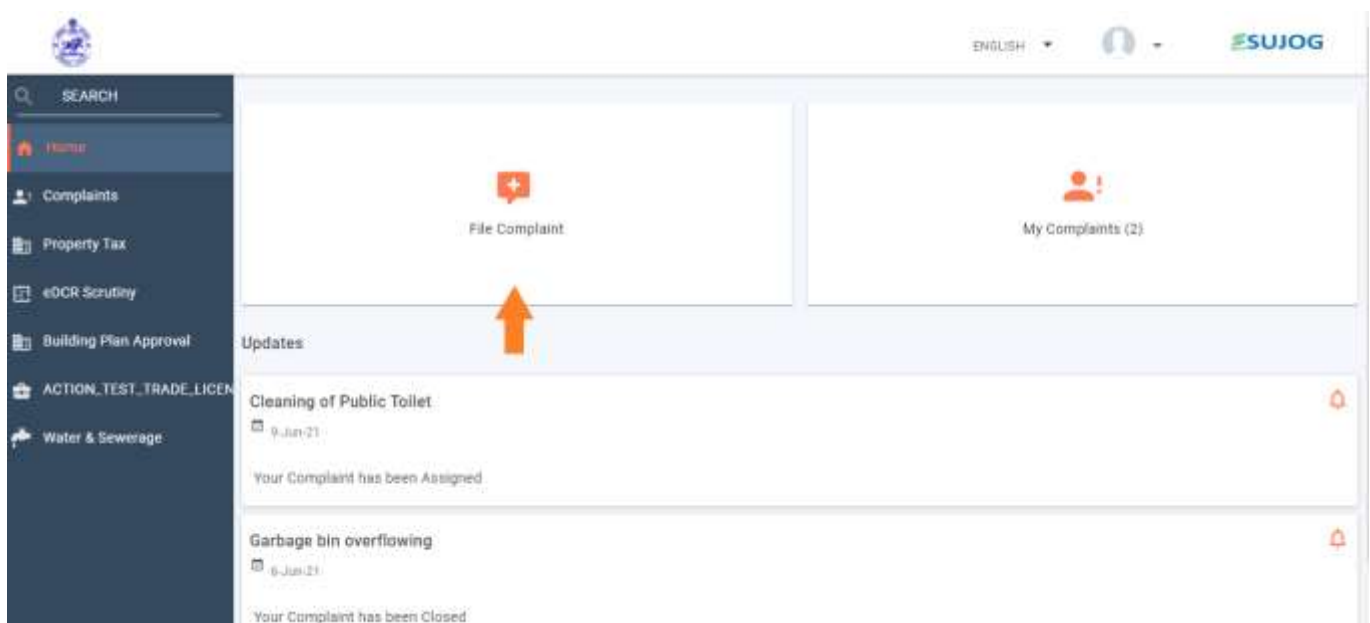 ENGLISH
ESUJOG
SEARCH
Home
Complaints
Property Tax
eDCR Scrutiny
Building Plan Approval
ACTION_TEST_TRADE_LICEN
Water & Sewerage
File Complaint
My Complaints (2)
Updates
Cleaning of Public Toilet
9-Jun-21
Your Complaint has been Assigned
Garbage bin overflowing
6-Jun-21
Your Complaint has been Closed